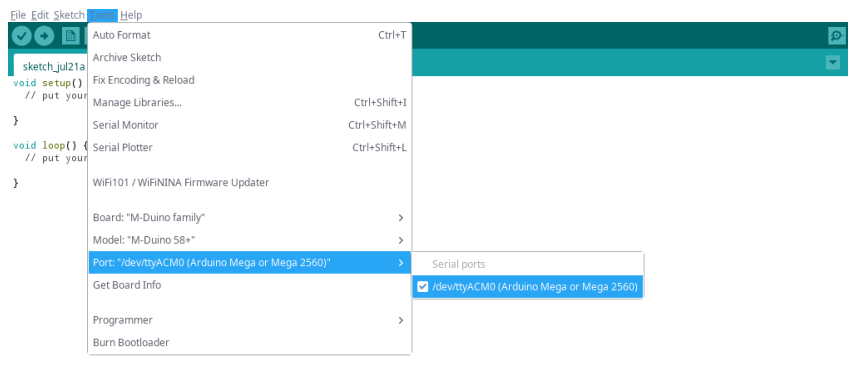 File Edit Sketch Tools Help
sketch_jul21a
void setup()
// put your
}
void loop() {
// put your
}
Auto Format Ctrl+T
Archive Sketch
Fix Encoding & Reload
Manage Libraries... Ctrl+Shift+I
Serial Monitor Ctrl+Shift+M
Serial Plotter Ctrl+Shift+L
WiFi101 / WiFiNINA Firmware Updater
Board: "M-Duino family"
Model: "M-Duino 58+"
Port: "/dev/ttyACM0 (Arduino Mega or Mega 2560)"
Get Board Info
Programmer
Burn Bootloader
Serial ports
/dev/ttyACM0 (Arduino Mega or Mega 2560)